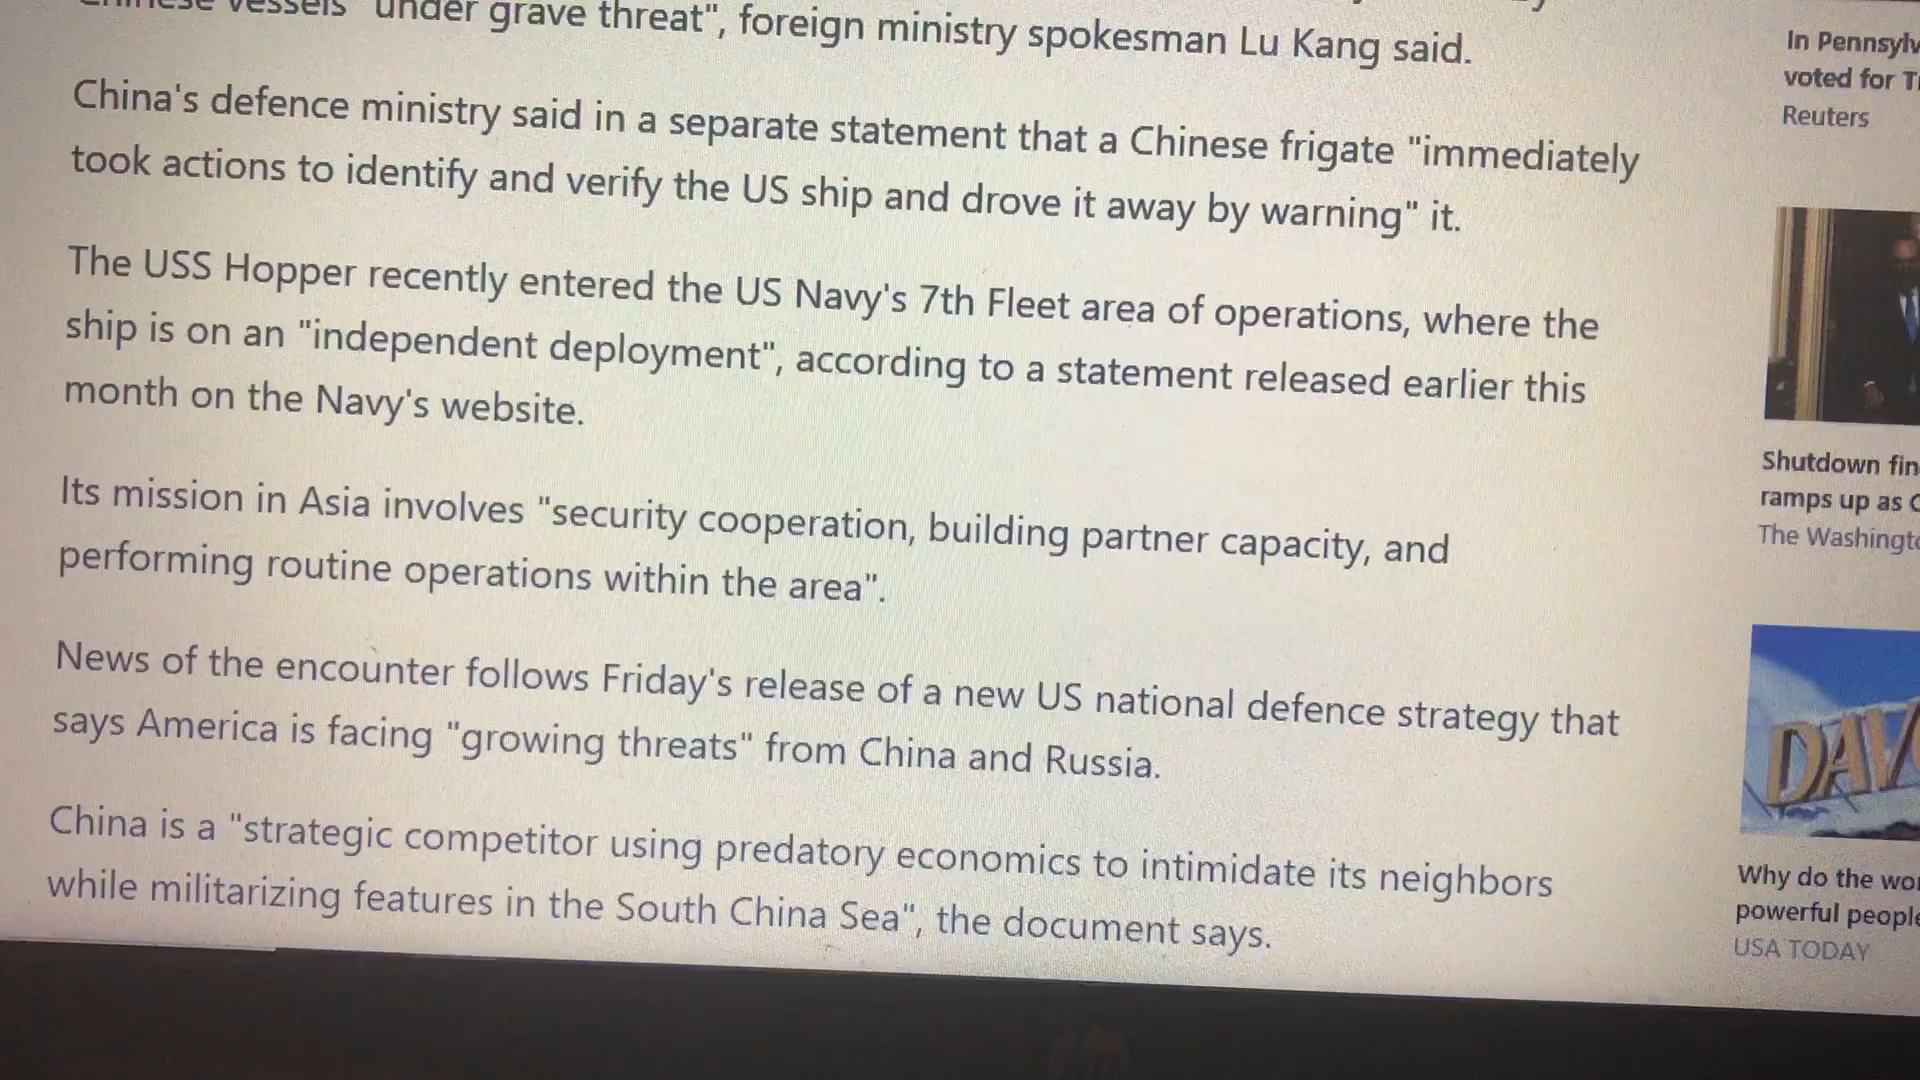 vessels "under grave threat", foreign ministry spokesman Lu Kang said.
China's defence ministry said in a separate statement that a Chinese frigate "immediately
took actions to identify and verify the US ship and drove it away by warning" it.
The USS Hopper recently entered the US Navy's 7th Fleet area of operations, where the
ship is on an "independent deployment", according to a statement released earlier this
month on the Navy's website.
Its mission in Asia involves "security cooperation, building partner capacity, and
performing routine operations within the area".
News of the encounter follows Friday's release of a new US national defence strategy that
says America is facing "growing threats" from China and Russia.
China is a "strategic competitor using predatory economics to intimidate its neighbors
while militarizing features in the South China Sea", the document says.
In
voted for
Reuters
Shutdown
ramps up as
The
Why do the
powerful
USA TODAY